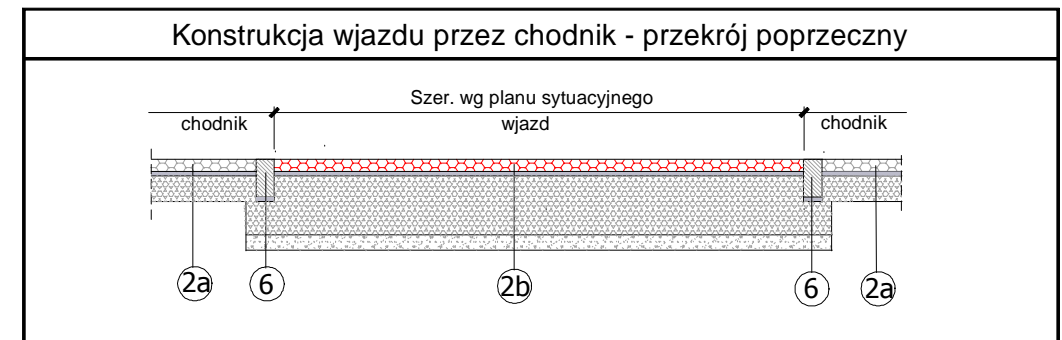 Konstrukcja wjazdu przez chodnik - przekrój poprzeczny
Szer. wg planu sytuacyjnego
chodnik wjazd chodnik
2a 6 2b 6 2a